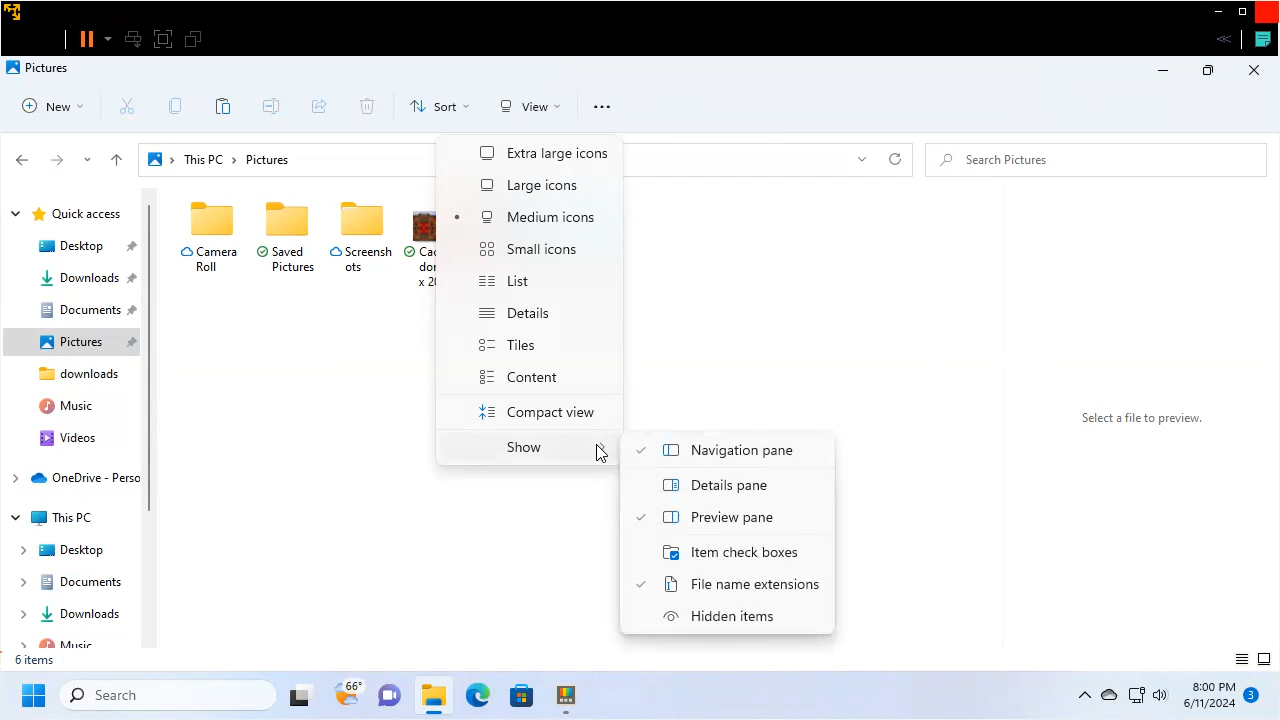 Pictures
New
Sort
View
This PC
Pictures
Search Pictures
Quick access
Desktop
Downloads
Documents
Pictures
downloads
Music
Videos
OneDrive - Perso
This PC
Desktop
Documents
Downloads
Music
Camera
Roll
Saved
Pictures
Screensh
ots
Cac
dor
x 20
Extra large icons
Large icons
Medium icons
Small icons
List
Details
Tiles
Content
Compact view
Show
Navigation pane
Details pane
Preview pane
Item check boxes
File name extensions
Hidden items
Select a file to preview.
6 items
Search
66°
8:00 PM
6/11/2024
3